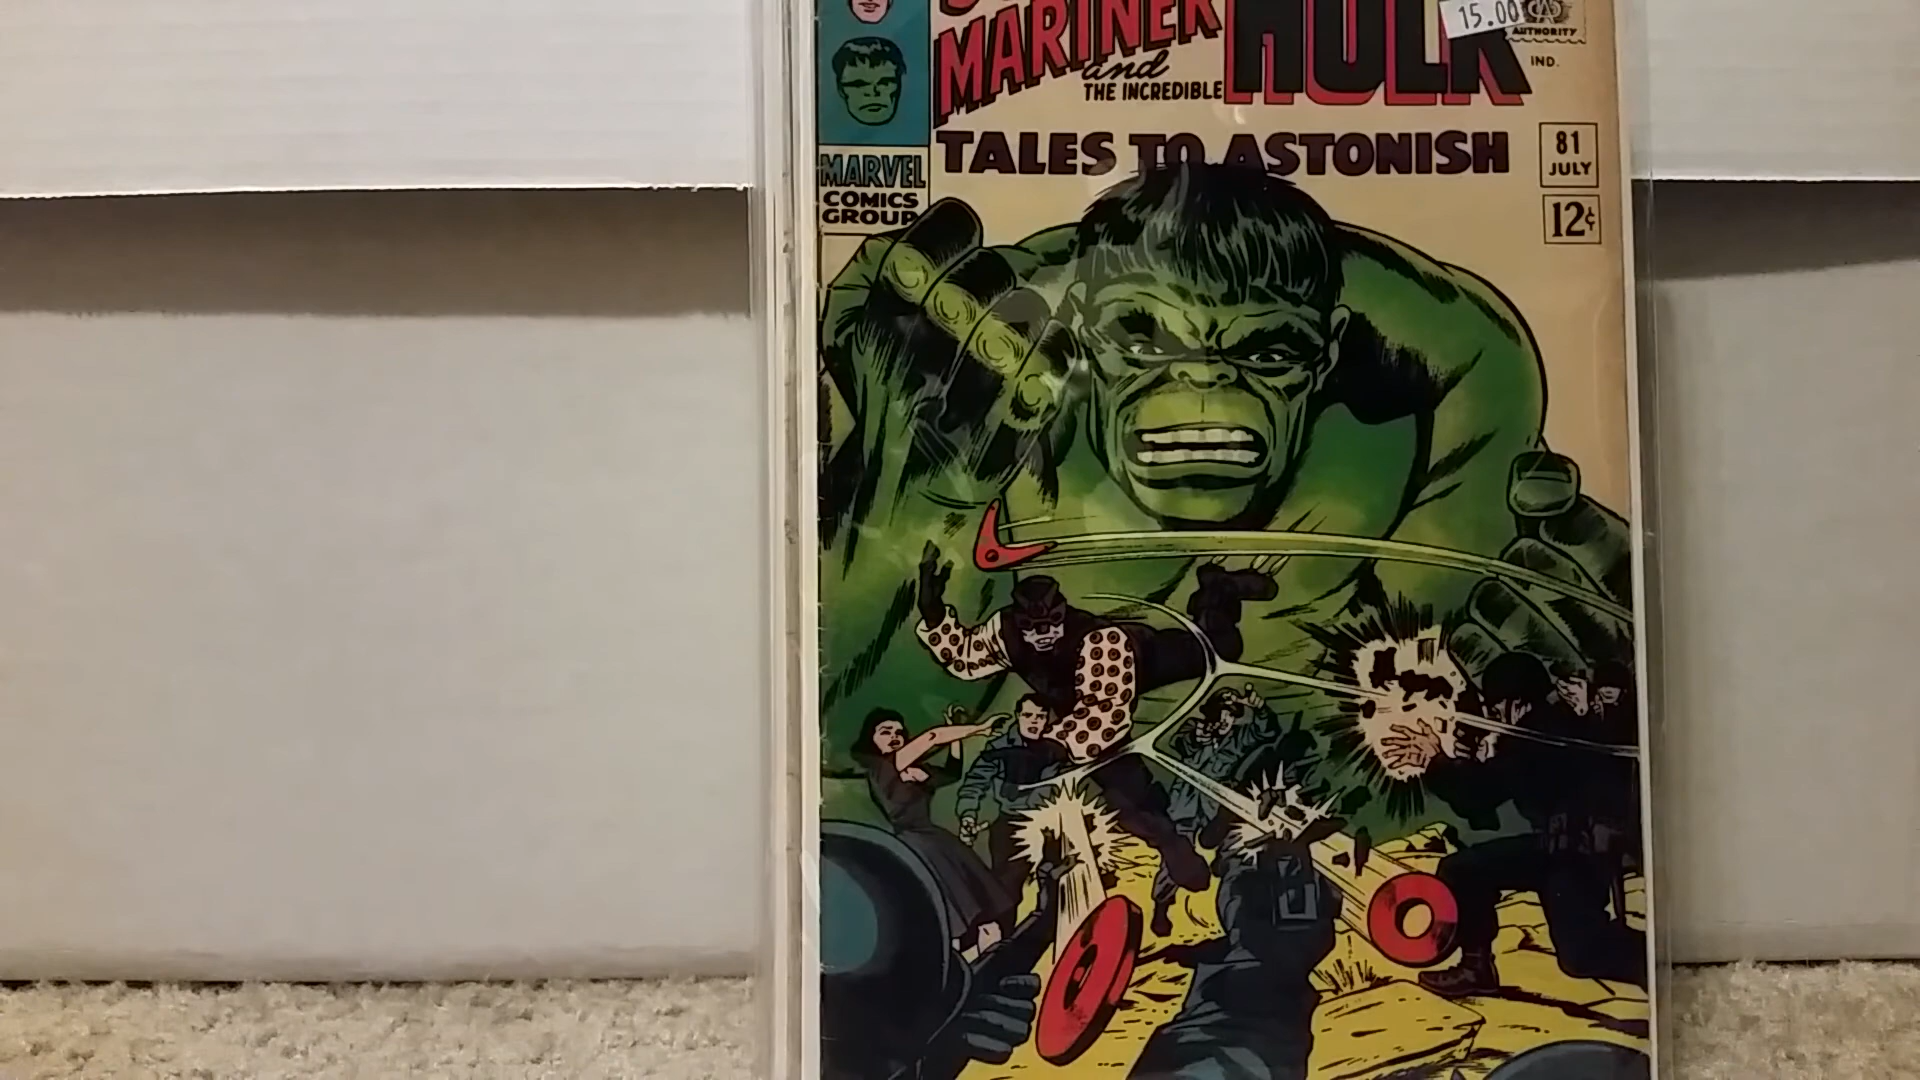 MARINER
and
THE INCREDIBLE
HULK
15.00
AUTHORITY
IND.
TALES TO ASTONISH
81
JULY
12¢
MARVEL
COMICS
GROUP